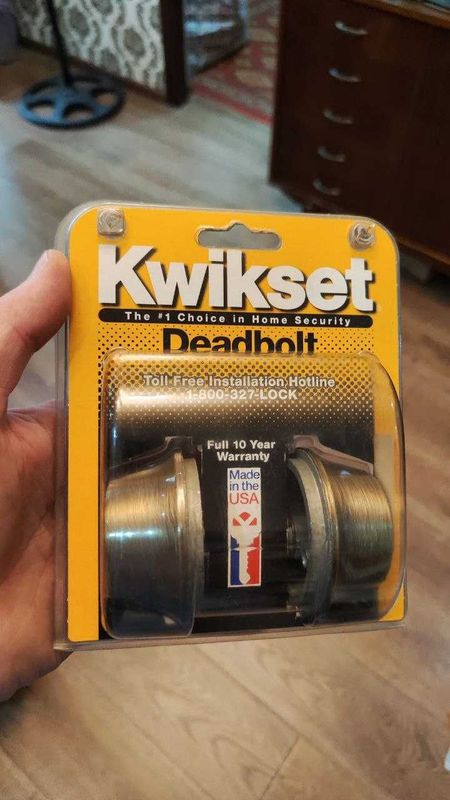 Kwikset
The #1 Choice in Home Security
Deadbolt
Toll Free Installation Hotline
1-800-327-LOCK
Full 10 Year
Warranty
Made
in the
USA